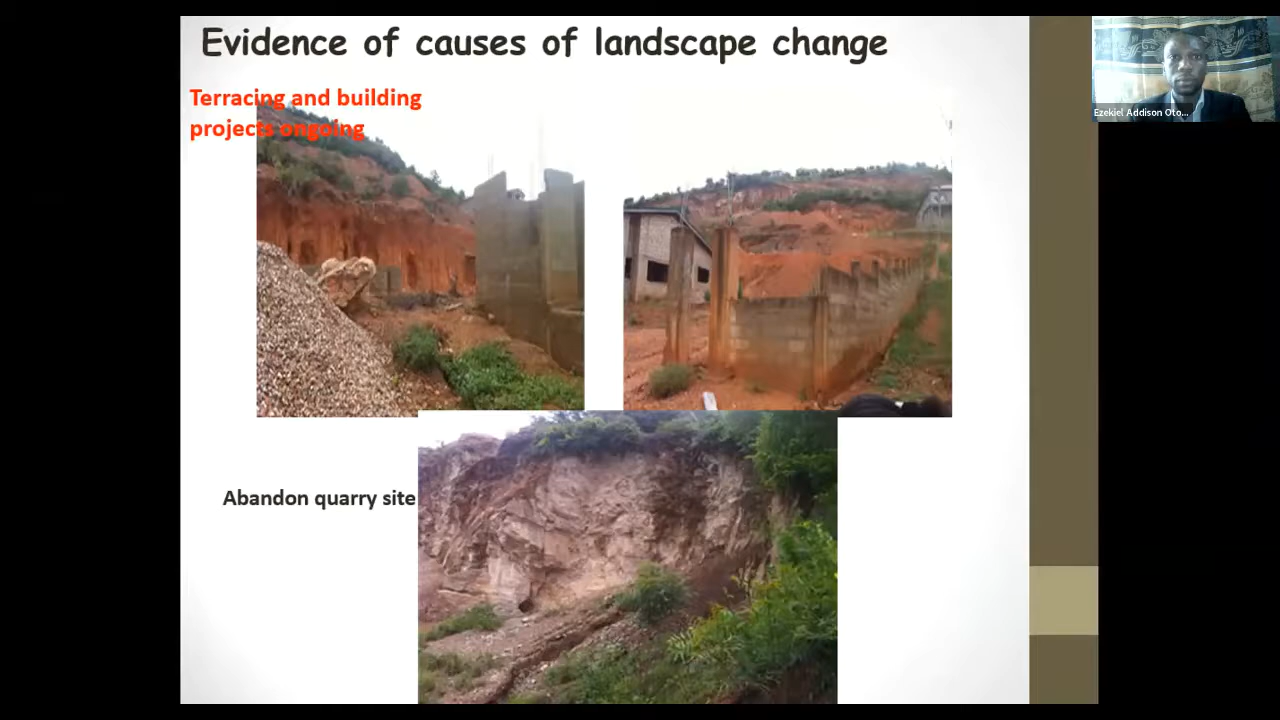 Evidence of causes of landscape change
Terracing and building
projects ongoing
Ezekiel Addison Oto...
Abandon quarry site